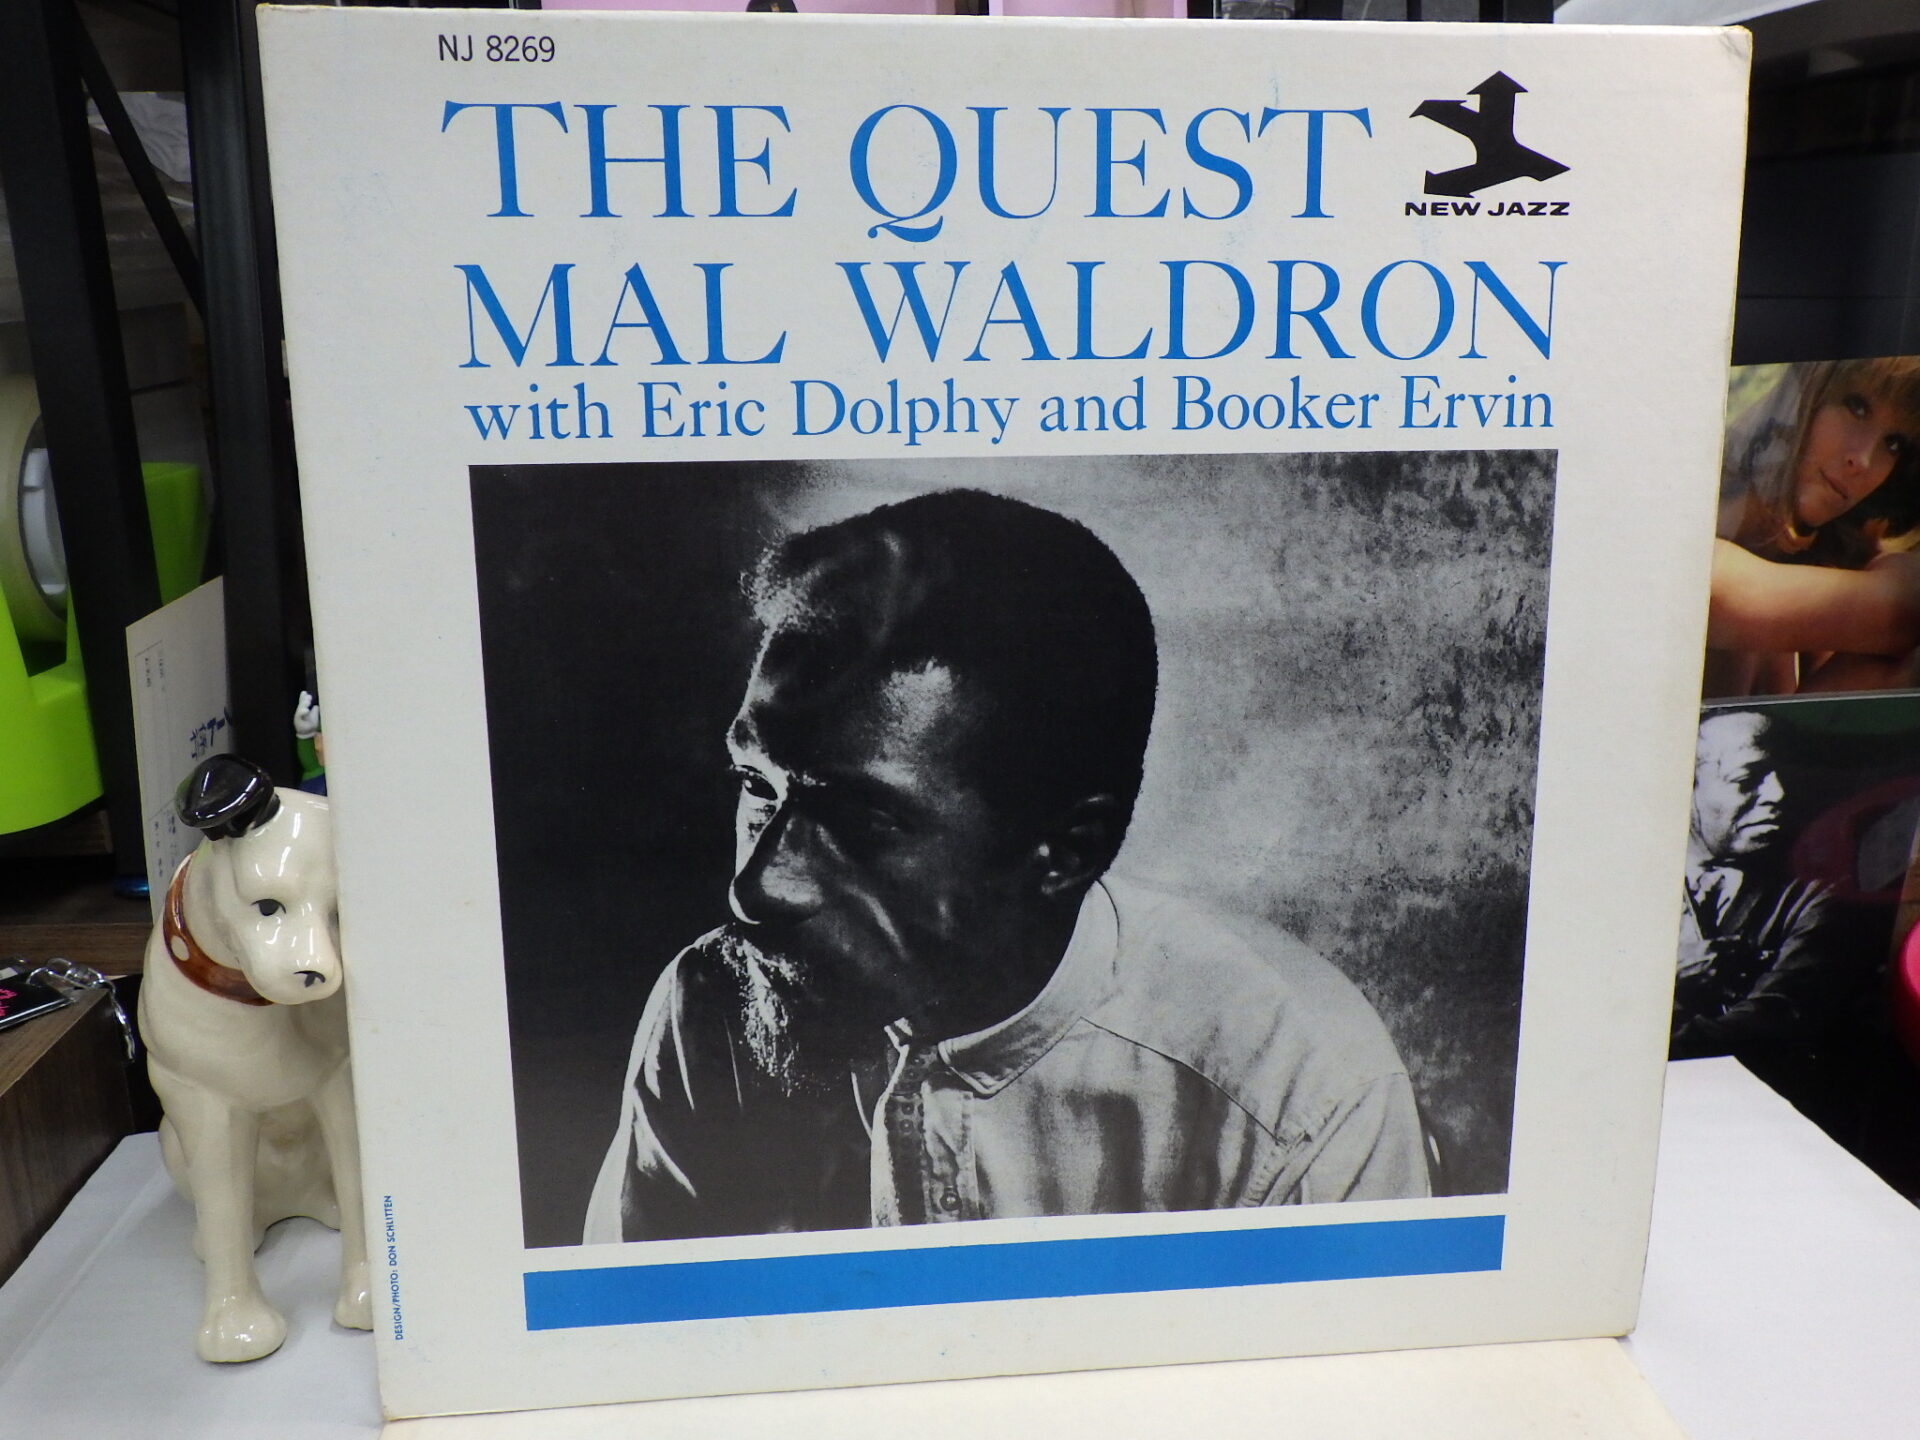 NJ 8269
THE QUEST
NEW JAZZ
MAL WALDRON
with Eric Dolphy and Booker Ervin
DESIGN/PHOTO: DON SCHLITTEN